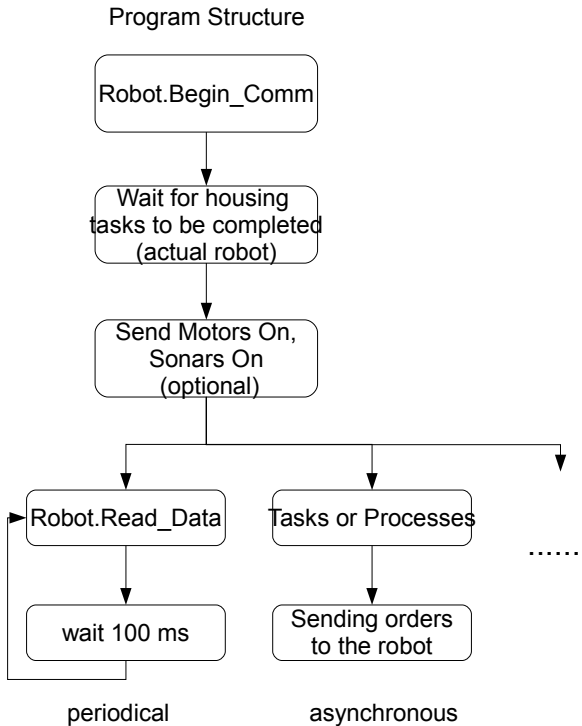 Program Structure
Robot.Begin_Comm
Wait for housing
tasks to be completed
(actual robot)
Send Motors On,
Sonars On
(optional)
Robot.Read_Data
Tasks or Processes
......
wait 100 ms
Sending orders
to the robot
periodical
asynchronous